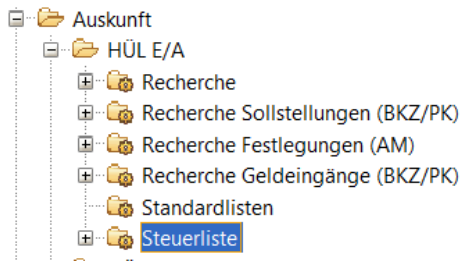 Auskunft
HÜL E/A
Recherche
Recherche Sollstellungen (BKZ/PK)
Recherche Festlegungen (AM)
Recherche Geldeingänge (BKZ/PK)
Standardlisten
Steuerliste